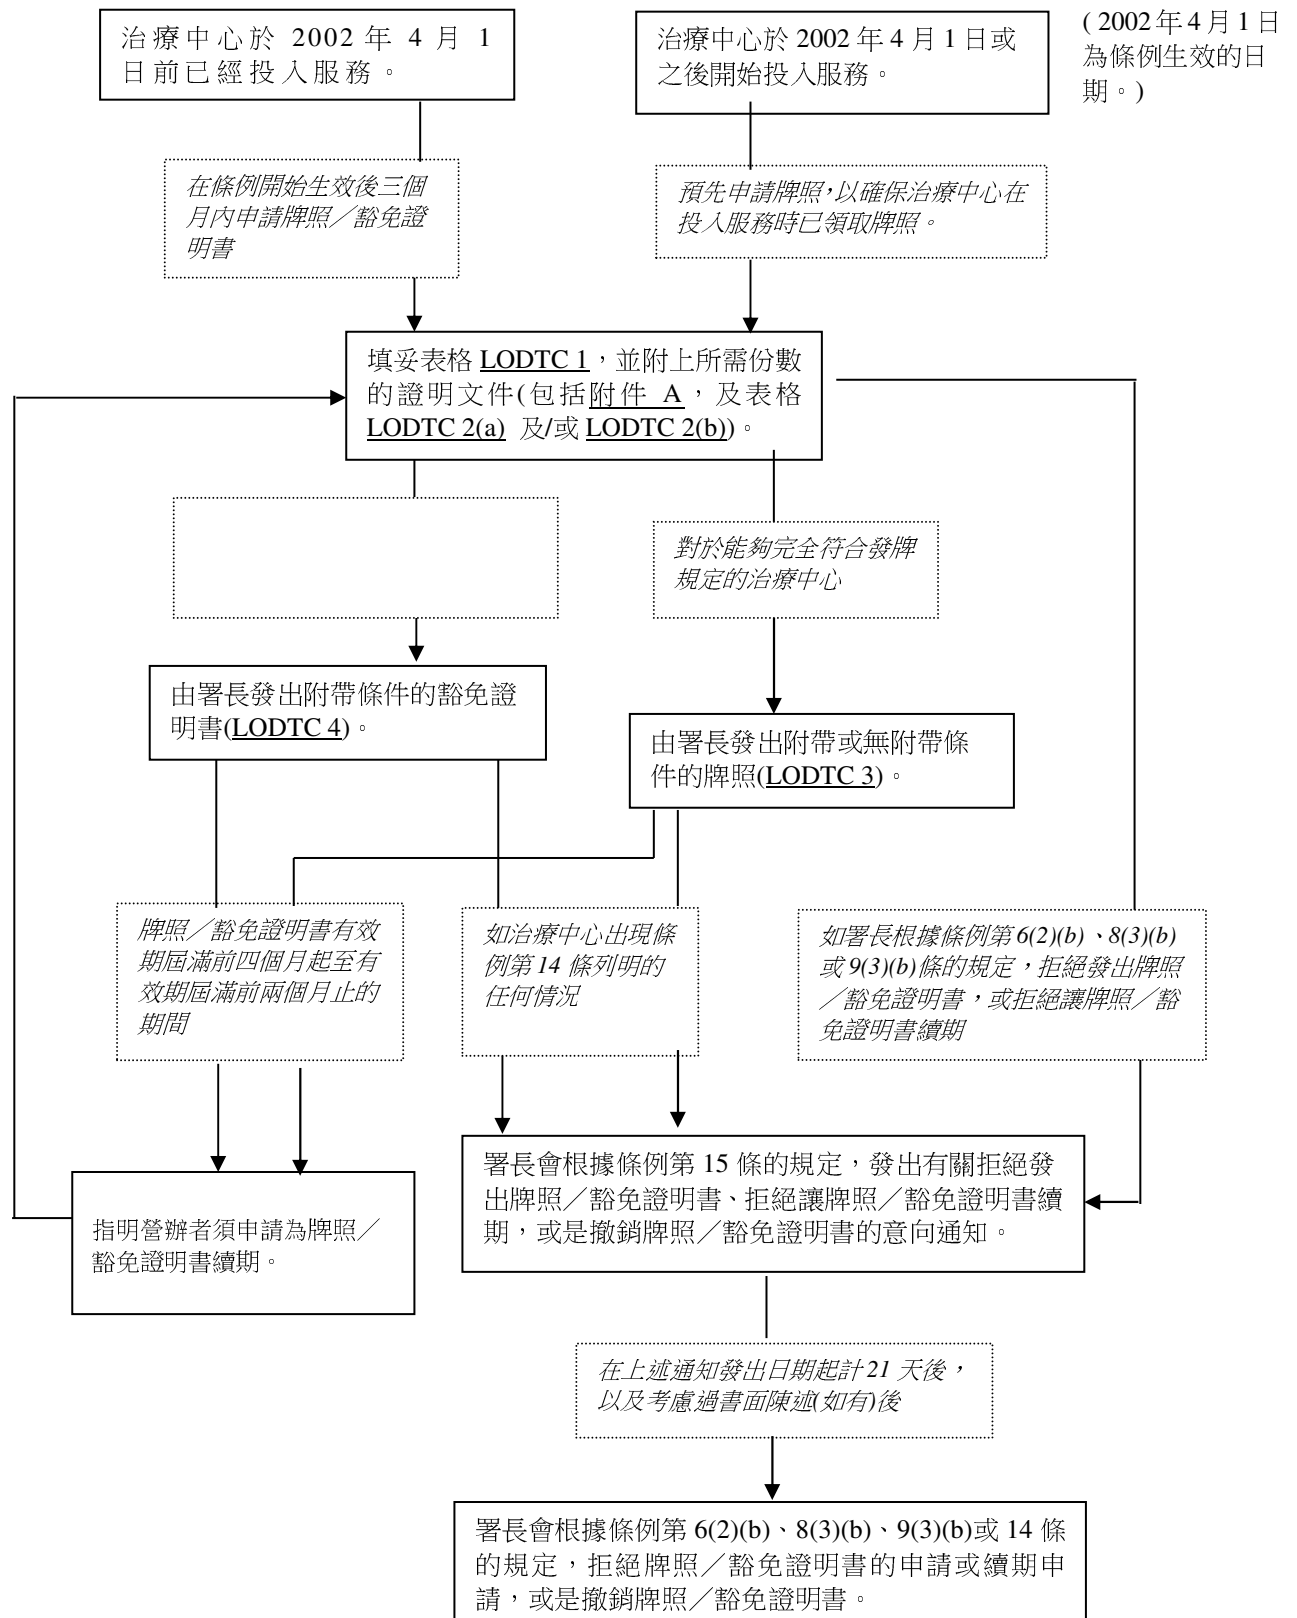 治療中心於 2002 年 4 月 1
日前已經投入服務。
治療中心於 2002 年 4 月 1 日或
之後開始投入服務。
( 2002 年 4 月 1 日
為條例生效的日
期。)
在條例開始生效後三個
月內申請牌照／豁免證
明書
預先申請牌照，以確保治療中心在
投入服務時已領取牌照。
填妥表格 LODTC 1，並附上所需份數
的證明文件(包括附件 A，及表格
LODTC 2(a) 及/或 LODTC 2(b))。
對於能夠完全符合發牌
規定的治療中心
由署長發出附帶條件的豁免證
明書(LODTC 4)。
由署長發出附帶或無附帶條
件的牌照(LODTC 3)。
牌照／豁免證明書有效
期屆滿前四個月起至有
效期屆滿前兩個月止的
期間
如治療中心出現條
例第 14 條列明的
任何情況
如署長根據條例第 6(2)(b)、8(3)(b)
或 9(3)(b)條的規定，拒絕發出牌照
／豁免證明書，或拒絕讓牌照／豁
免證明書續期
署長會根據條例第 15 條的規定，發出有關拒絕發
出牌照／豁免證明書、拒絕讓牌照／豁免證明書續
期，或是撤銷牌照／豁免證明書的意向通知。
指明營辦者須申請為牌照／
豁免證明書續期。
在上述通知發出日期起計 21 天後，
以及考慮過書面陳述(如有)後
署長會根據條例第 6(2)(b)、8(3)(b)、9(3)(b)或 14 條
的規定，拒絕牌照／豁免證明書的申請或續期申
請，或是撤銷牌照／豁免證明書。